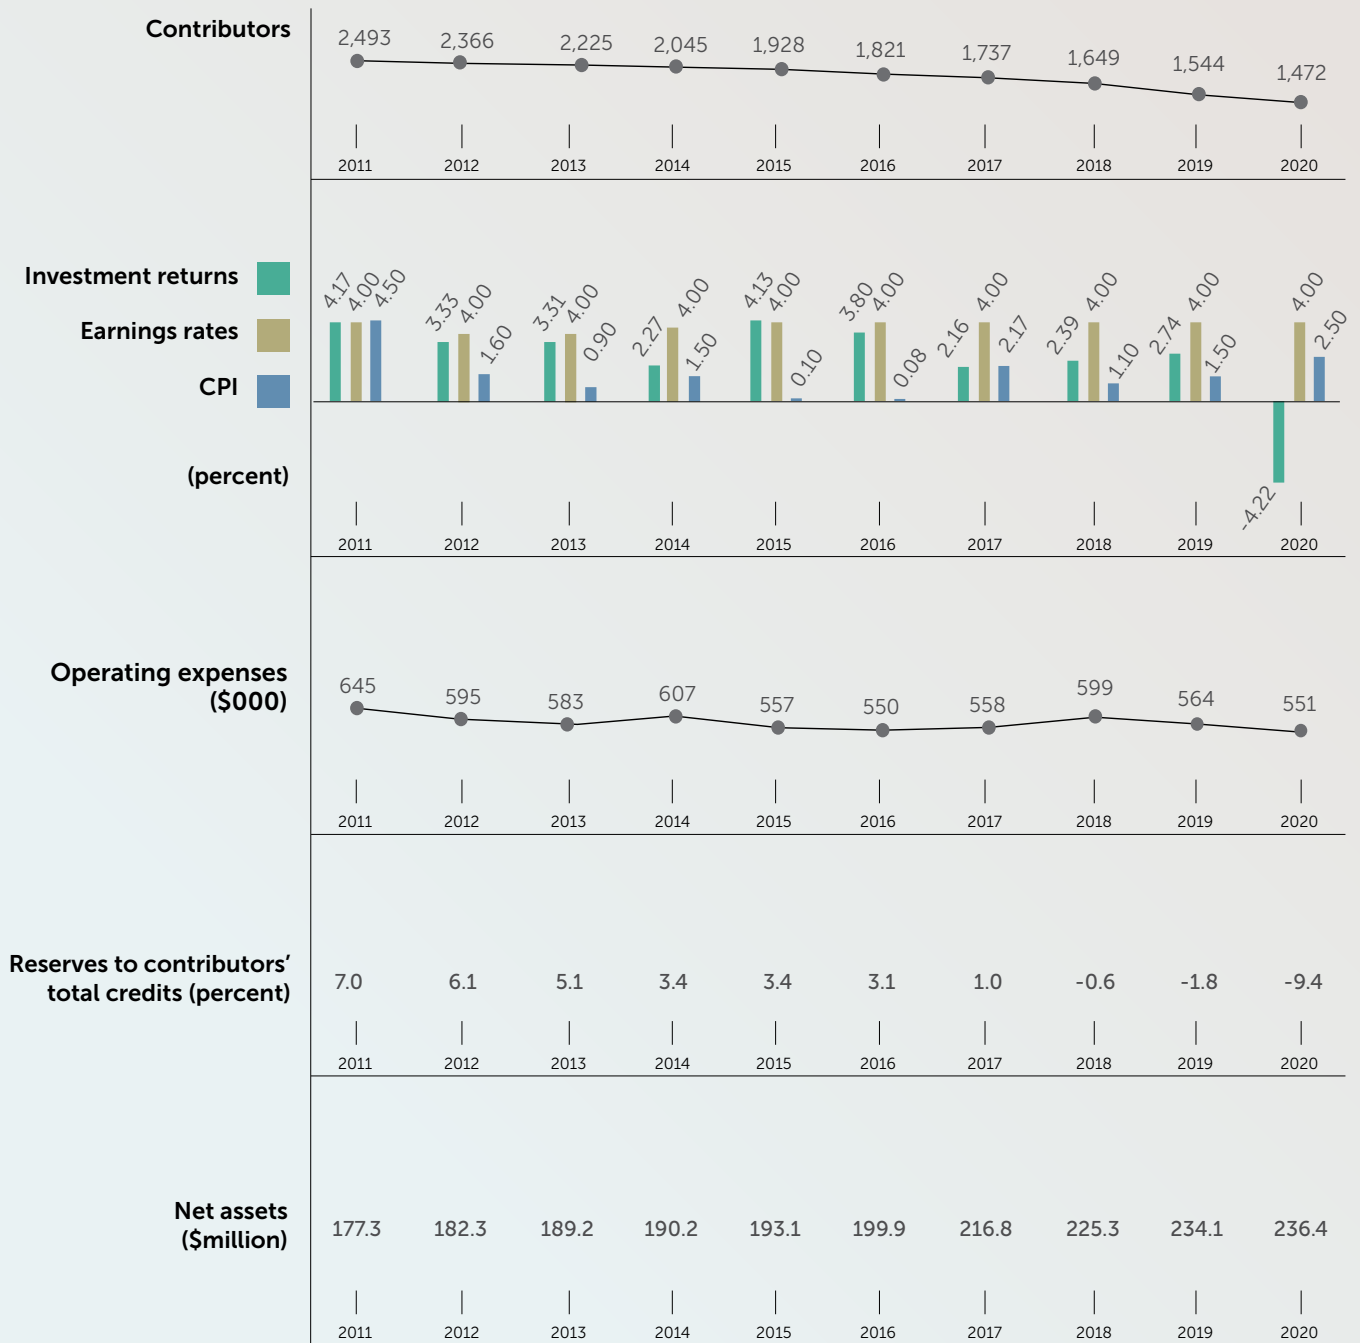 Contributors
2,493 2,366 2,225 2,045 1,928 1,821 1,737 1,649 1,544 1,472
2011 2012 2013 2014 2015 2016 2017 2018 2019 2020
Investment returns
Earnings rates
CPI
(percent)
4.17 4.00 4.50 3.33 4.00 1.60 3.31 4.00 0.90 2.27 4.00 1.50 4.13 4.00 0.10 3.80 4.00 0.08 2.16 4.00 2.17 2.39 4.00 1.10 2.74 4.00 1.50 -4.22 4.00 2.50
2011 2012 2013 2014 2015 2016 2017 2018 2019 2020
Operating expenses
($000)
645 595 583 607 557 550 558 599 564 551
2011 2012 2013 2014 2015 2016 2017 2018 2019 2020
Reserves to contributors’
total credits (percent)
7.0 6.1 5.1 3.4 3.4 3.1 1.0 -0.6 -1.8 -9.4
2011 2012 2013 2014 2015 2016 2017 2018 2019 2020
Net assets
($million)
177.3 182.3 189.2 190.2 193.1 199.9 216.8 225.3 234.1 236.4
2011 2012 2013 2014 2015 2016 2017 2018 2019 2020